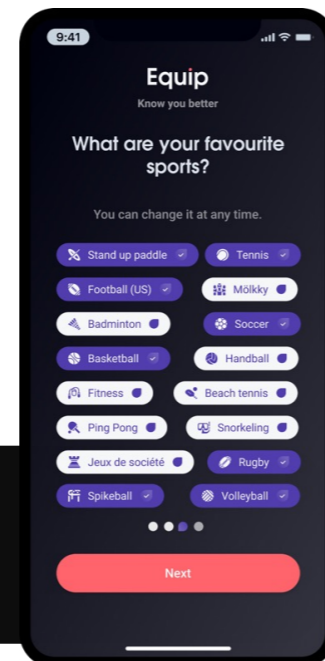 9:41
Equip
Know you better
What are your favourite
sports?
You can change it at any time.
Stand up paddle
Tennis
Football (US)
Mölkky
Badminton
Soccer
Basketball
Handball
Fitness
Beach tennis
Ping Pong
Snorkeling
Jeux de société
Rugby
Spikeball
Volleyball
Next